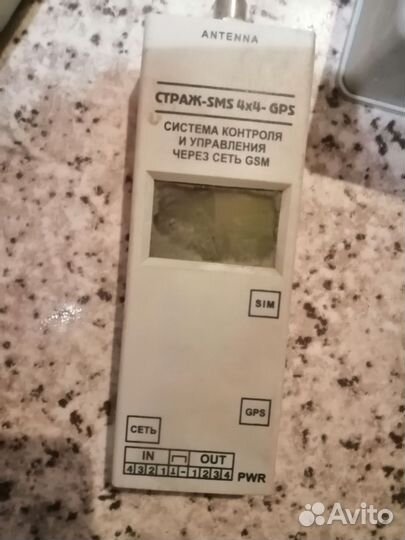 ANTENNA
СТРАЖ-SMS 4x4- GPS
СИСТЕМА КОНТРОЛЯ
И УПРАВЛЕНИЯ
ЧЕРЕЗ СЕТЬ GSM
SIM
GPS
СЕТЬ
IN OUT
4 3 2 1 ⊥ - 1 2 3 4 PWR
Avito